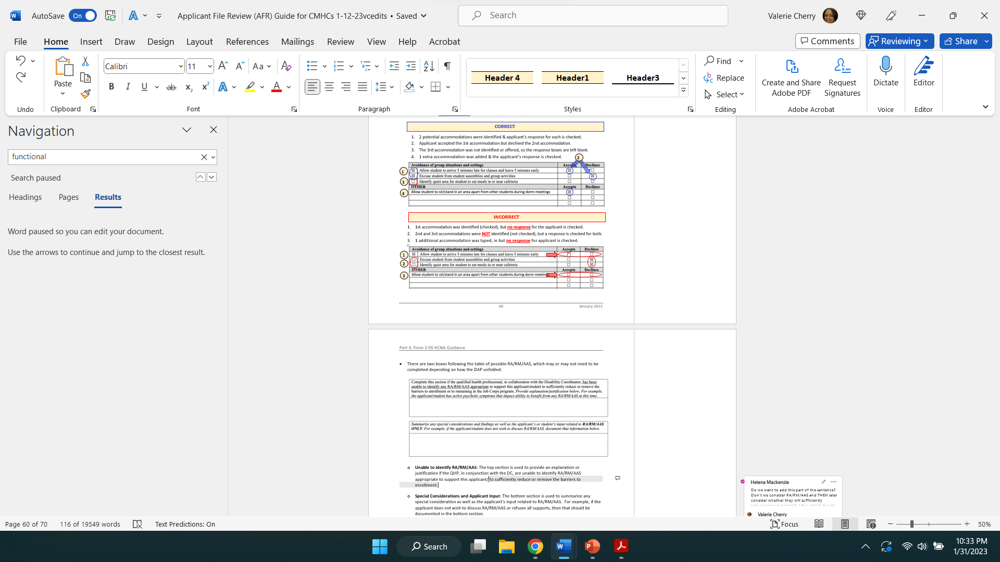 AutoSave On Applicant File Review (AFR) Guide for CMHCs 1-12-23vcedits • Saved Search Valerie Cherry
File Home Insert Draw Design Layout References Mailings Review View Help Acrobat Comments Reviewing Share
Calibri 11 Aa
Paste
Header 4 Header1 Header3
Find
Replace
Select
Create and Share Adobe PDF
Request Signatures
Dictate
Editor
Undo Clipboard Font Paragraph Styles Editing Adobe Acrobat Voice Editor
Navigation
functional
Search paused
Headings Pages Results
Word paused so you can edit your document.
Use the arrows to continue and jump to the closest result.
CORRECT
1. 2 potential accommodations were identified & applicant's response for each is checked.
2. Applicant accepted the 1st accommodation but declined the 2nd accommodation.
3. The 3rd accommodation was not identified or offered, so the response boxes are left blank.
4. 1 extra accommodation was added & the applicant's response is checked.
2
Avoidance of group situations and settings Accepts Declines
1 Allow student to arrive 5 minutes late for classes and leave 5 minutes early
Excuse student from student assemblies and group activities
3 Identify quiet area for student to eat meals in or near cafeteria
OTHER Accepts Declines
4 Allow student to sit/stand in an area apart from other students during dorm meetings
INCORRECT
1. 1st accommodation was identified (checked), but no response for the applicant is checked.
2. 2nd and 3rd accommodations were NOT identified (not checked), but a response is checked for both.
3. 1 additional accommodation was typed, in but no response for applicant is checked.
Avoidance of group situations and settings Accepts Declines
1 Allow student to arrive 5 minutes late for classes and leave 5 minutes early
Excuse student from student assemblies and group activities
2 Identify quiet area for student to eat meals in or near cafeteria
OTHER Accepts Declines
3 Allow student to sit/stand in an area apart from other students during dorm meetings
60 January 2023
Part 3: Form 2-05 HCNA Guidance
• There are two boxes following the table of possible RA/RM/AAS, which may or may not need to be
completed depending on how the DAP unfolded.
Complete this section if the qualified health professional, in collaboration with the Disability Coordinator, has been
unable to identify any RA/RM/AAS appropriate to support this applicant/student to sufficiently reduce or remove the
barriers to enrollment or to remaining in the Job Corps program. Provide explanation/justification below. For example,
the applicant/student has active psychotic symptoms that impact ability to benefit from any RA/RM/AAS at this time.
Summarize any special considerations and findings as well as the applicant's or student's input related to RA/RM/AAS
ONLY. For example, if the applicant/student does not wish to discuss RA/RM/AAS, document that information below.
o Unable to identify RA/RM/AAS: The top section is used to provide an explanation or
justification if the QHP, in conjunction with the DC, are unable to identify RA/RM/AAS
appropriate to support this applicant/to sufficiently reduce or remove the barriers to
enrollment.
o Special Considerations and Applicant Input: The bottom section is used to summarize any
special consideration as well as the applicant's input related to RA/RM/AAS. For example, if the
applicant does not wish to discuss RA/RM/AAS or refuses all supports, then that should be
documented in the bottom section.
Helena Mackenzie
Do we want to add this part of the sentence?
Don't we consider RA/RM/AAS and THEN later
consider whether they will sufficiently
Valerie Cherry
Page 60 of 70 116 of 19549 words Text Predictions: On Focus 50%
Search
10:33 PM
1/31/2023